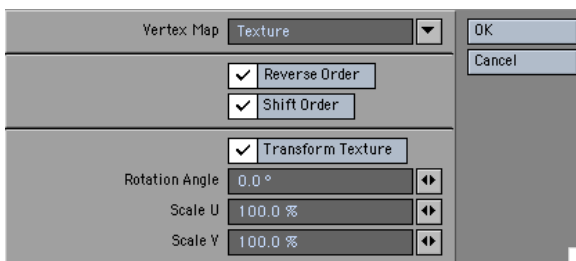 Vertex Map Texture
OK
Cancel
Reverse Order
Shift Order
Transform Texture
Rotation Angle 0.0 °
Scale U 100.0 %
Scale V 100.0 %